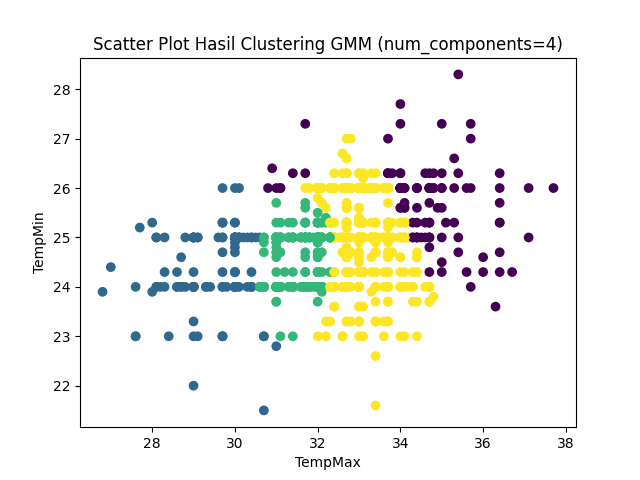 Scatter Plot Hasil Clustering GMM (num_components=4)
28
27
26
25
24
23
22
TempMin
28 30 32 34 36 38
TempMax